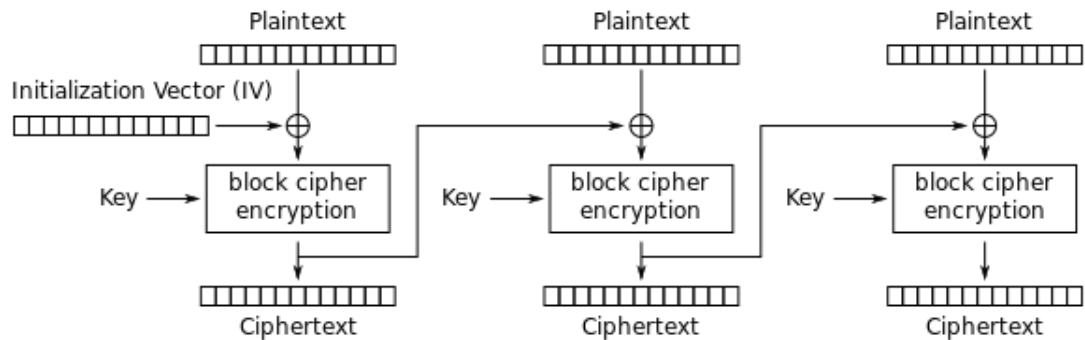 Plaintext
Plaintext
Plaintext
Initialization Vector (IV)
Key
block cipher
encryption
Key
block cipher
encryption
Key
block cipher
encryption
Ciphertext
Ciphertext
Ciphertext